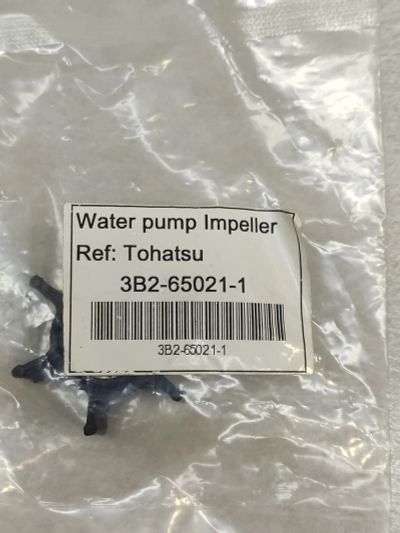 Water pump Impeller
Ref: Tohatsu
3B2-65021-1
3B2-65021-1